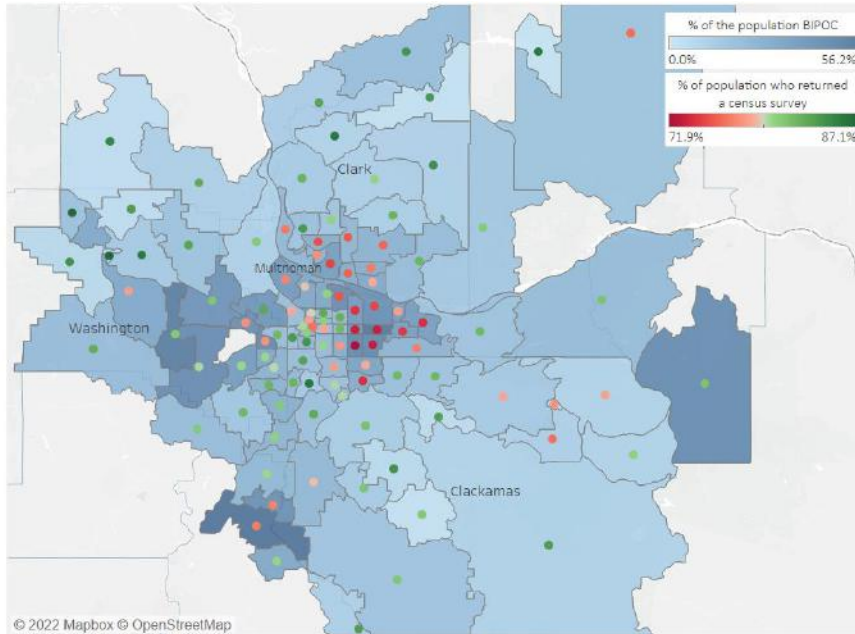 % of the population BIPOC
0.0% 56.2%
% of population who returned
a census survey
71.9% 87.1%
Clark
Multnomah
Washington
Clackamas
© 2022 Mapbox © OpenStreetMap